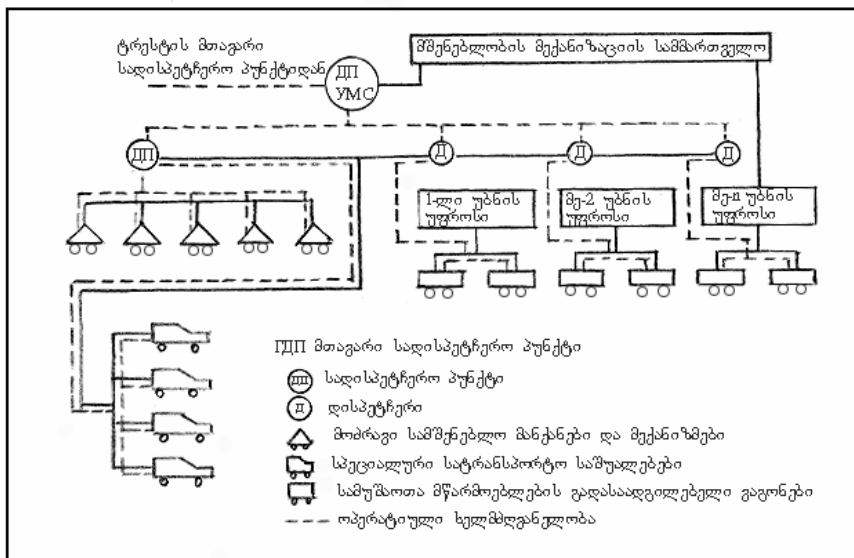 ტრესტის მთავარი
სადისპეტჩერო პუნქტიდან
ДП
УМС
მშენებლობის მექანიზაციის სამმართველო
ДП
Д
Д
Д
1-ლი უბნის
უფროსი
მე-2 უბნის
უფროსი
მე-n უბნის
უფროსი
ГДП მთავარი სადისპეტჩერო პუნქტი
ДП სადისპეტჩერო პუნქტი
Д დისპეტჩერი
მოძრავი სამშენებლო მანქანები და მექანიზმები
სპეციალური სატრანსპორტო საშუალებები
სამუშაოთა მწარმოებლების გადასაადგილებელი ვაგონები
ოპერატიული ხელმძღვანელობა